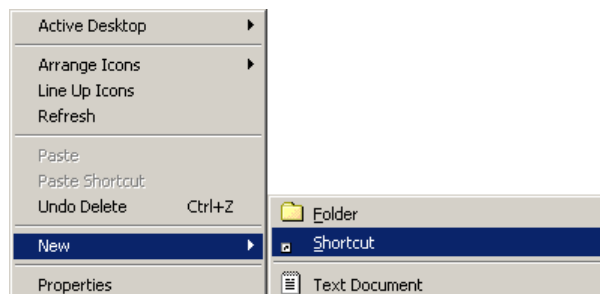 Active Desktop
Arrange Icons
Line Up Icons
Refresh
Paste
Paste Shortcut
Undo Delete Ctrl+Z
New
Properties
Folder
Shortcut
Text Document